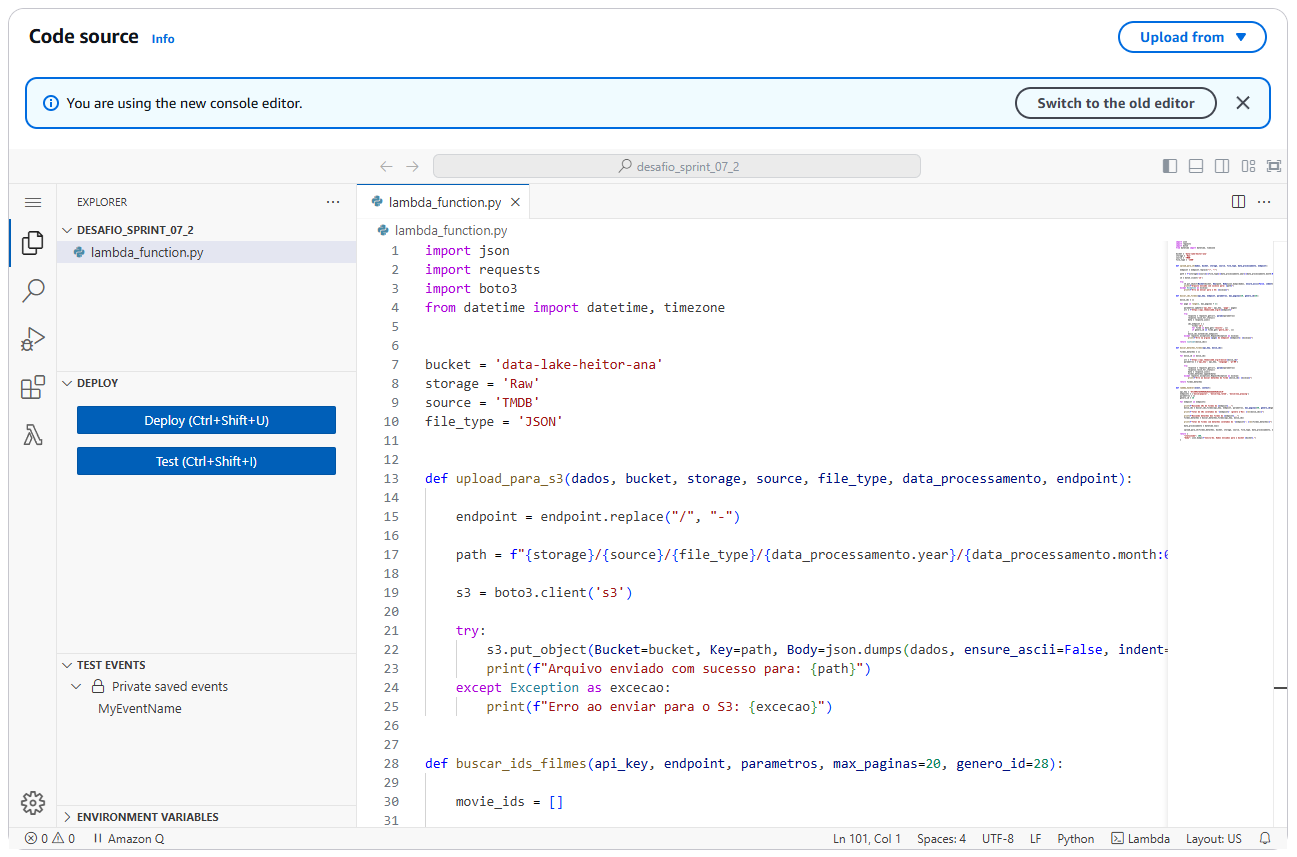 Code source Info
Upload from
You are using the new console editor.
Switch to the old editor
desafio_sprint_07_2
EXPLORER
DESAFIO_SPRINT_07_2
lambda_function.py
DEPLOY
Deploy (Ctrl+Shift+U)
Test (Ctrl+Shift+I)
TEST EVENTS
Private saved events
MyEventName
ENVIRONMENT VARIABLES
lambda_function.py
lambda_function.py
1 import json
2 import requests
3 import boto3
4 from datetime import datetime, timezone
5
6
7 bucket = 'data-lake-heitor-ana'
8 storage = 'Raw'
9 source = 'TMDB'
10 file_type = 'JSON'
11
12
13 def upload_para_s3(dados, bucket, storage, source, file_type, data_processamento, endpoint):
14
15 endpoint = endpoint.replace("/", "-")
16
17 path = f"{storage}/{source}/{file_type}/{data_processamento.year}/{data_processamento.month:
18
19 s3 = boto3.client('s3')
20
21 try:
22 s3.put_object(Bucket=bucket, Key=path, Body=json.dumps(dados, ensure_ascii=False, indent=
23 print(f"Arquivo enviado com sucesso para: {path}")
24 except Exception as excecao:
25 print(f"Erro ao enviar para o S3: {excecao}")
26
27
28 def buscar_ids_filmes(api_key, endpoint, parametros, max_paginas=20, genero_id=28):
29
30 movie_ids = []
31
0 0 Amazon Q
Ln 101, Col 1 Spaces: 4 UTF-8 LF Python Lambda Layout: US